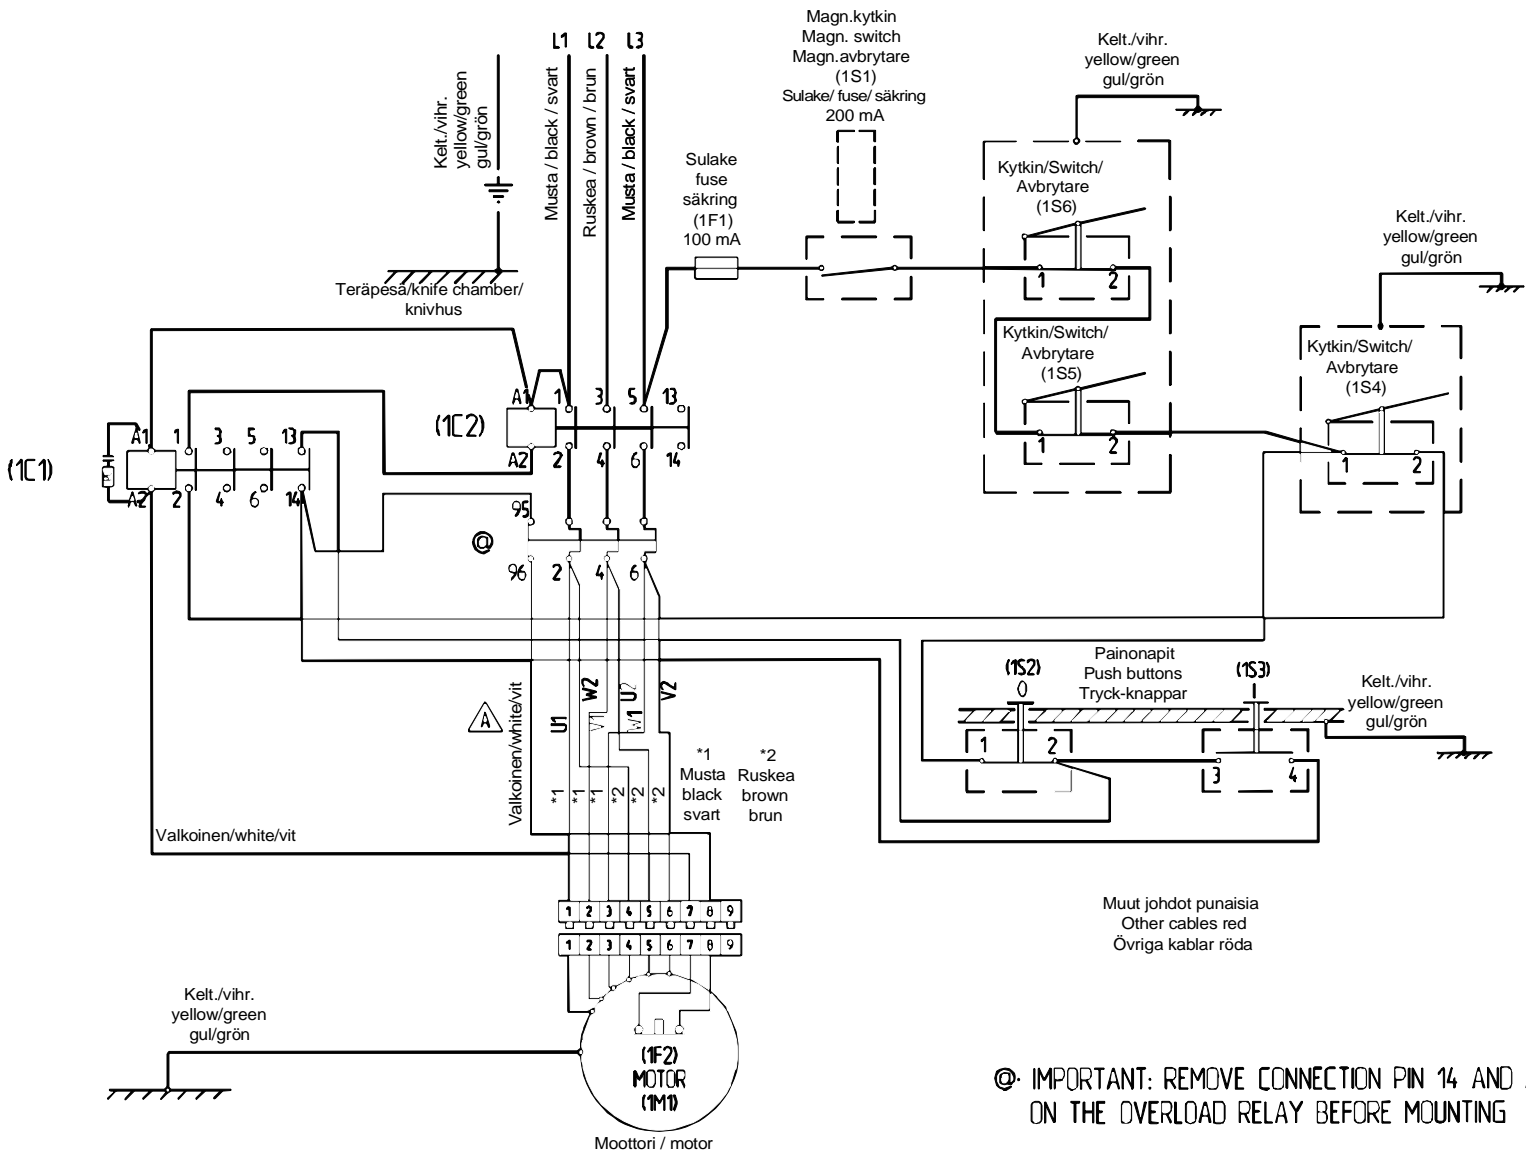 Magn.kytkin
Magn. switch
Magn.avbrytare
(1S1)
Sulake/ fuse/ säkring
200 mA
L1 L2 L3
Kelt./vihr.
yellow/green
gul/grön
Kelt./vihr.
yellow/green
gul/grön
Musta / black / svart
Ruskea / brown / brun
Musta / black / svart
Sulake
fuse
säkring
(1F1)
100 mA
Kytkin/Switch/
Avbrytare
(1S6)
1 2
Kelt./vihr.
yellow/green
gul/grön
Teräpesä/knife chamber/
knivhus
Kytkin/Switch/
Avbrytare
(1S5)
1 2
Kytkin/Switch/
Avbrytare
(1S4)
1 2
(1C2)
A1 1 3 5 13
A2 2 4 6 14
(1C1)
A1 1 3 5 13
A2 2 4 6 14
95
@
96 2 4 6
Painonapit
Push buttons
Tryck-knappar
(1S2)
0
(1S3)
I
Kelt./vihr.
yellow/green
gul/grön
1 2
3 4
A
Valkoinen/white/vit
U1
W2
V1
U2
W1
V2
*1 *1 *1 *2 *2 *2
*1
Musta
black
svart
*2
Ruskea
brown
brun
Valkoinen/white/vit
1 2 3 4 5 6 7 8 9
1 2 3 4 5 6 7 8 9
Muut johdot punaisia
Other cables red
Övriga kablar röda
Kelt./vihr.
yellow/green
gul/grön
(1F2)
MOTOR
(1M1)
Moottori / motor
@. IMPORTANT: REMOVE CONNECTION PIN 14 AND
ON THE OVERLOAD RELAY BEFORE MOUNTING